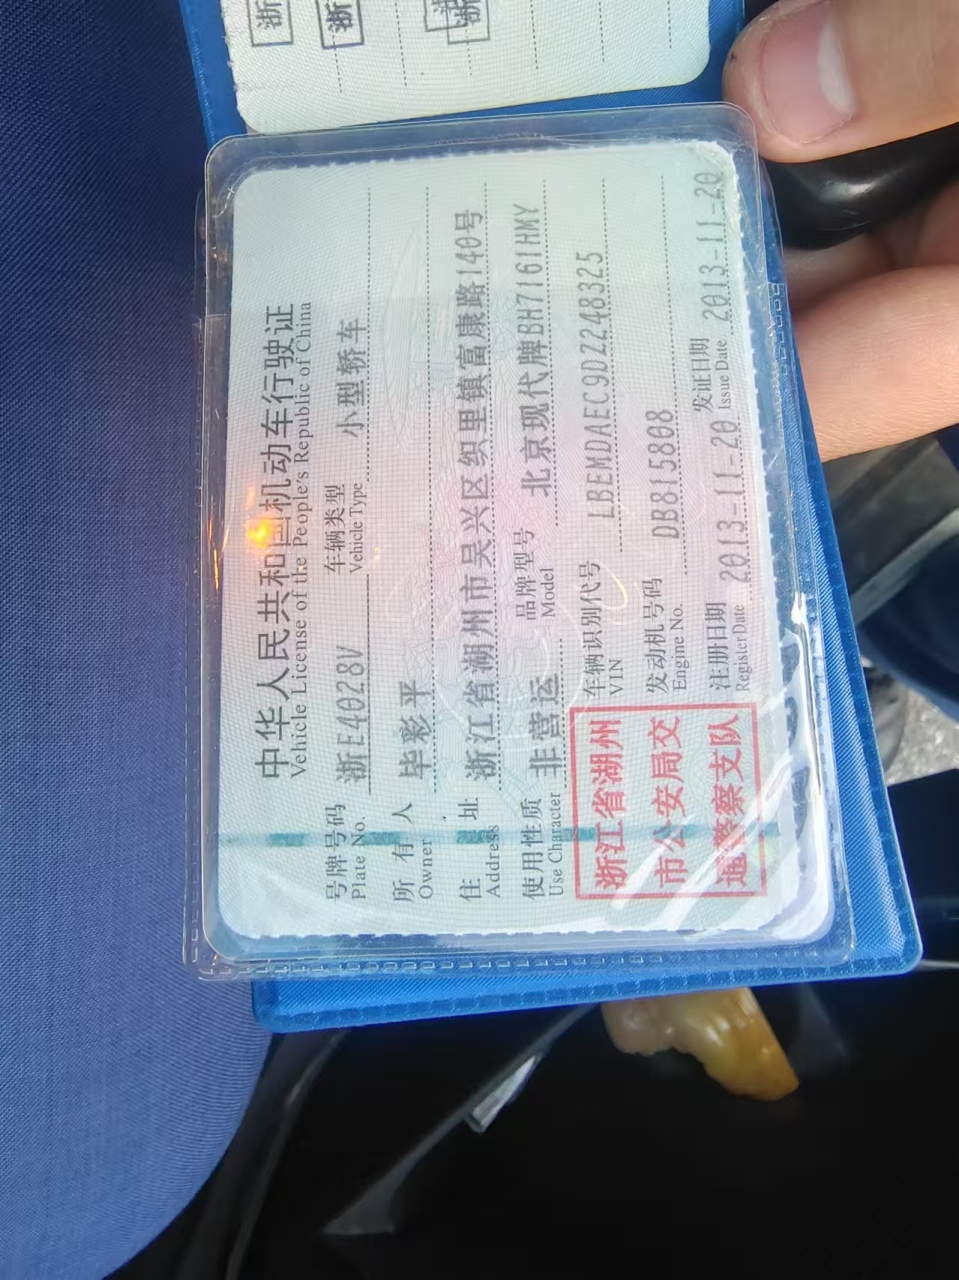 中华人民共和国机动车行驶证
Vehicle License of the People's Republic of China
号牌号码 Plate No. 浙E4028V 车辆类型 Vehicle Type 小型轿车
所有人 Owner 毕彩平
住址 Address 浙江省湖州市吴兴区织里镇富康路140号
使用性质 Use Character 非营运 品牌型号 Model 北京现代牌BH7161HMY
车辆识别代号 VIN LBEMDAEC9DZ248325
发动机号码 Engine No. DB815808
注册日期 Register Date 2013-11-20 发证日期 Issue Date 2013-11-20
浙江省湖州
市公安局交
通警察支队
浙
浙
浙